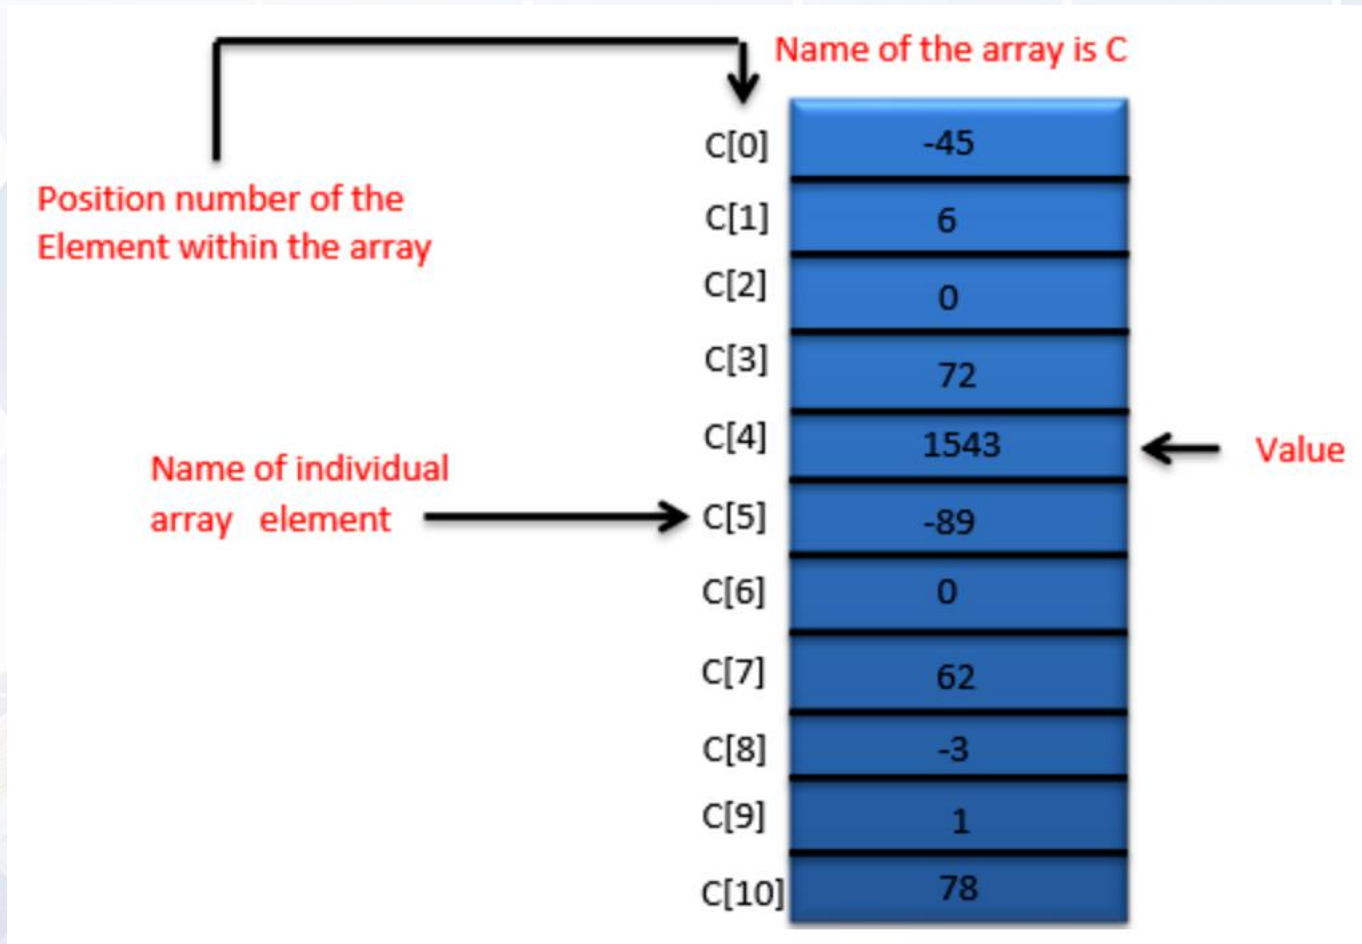 Name of the array is C
Position number of the
Element within the array
C[0] -45
C[1] 6
C[2] 0
C[3] 72
C[4] 1543
Value
Name of individual
array element
C[5] -89
C[6] 0
C[7] 62
C[8] -3
C[9] 1
C[10] 78